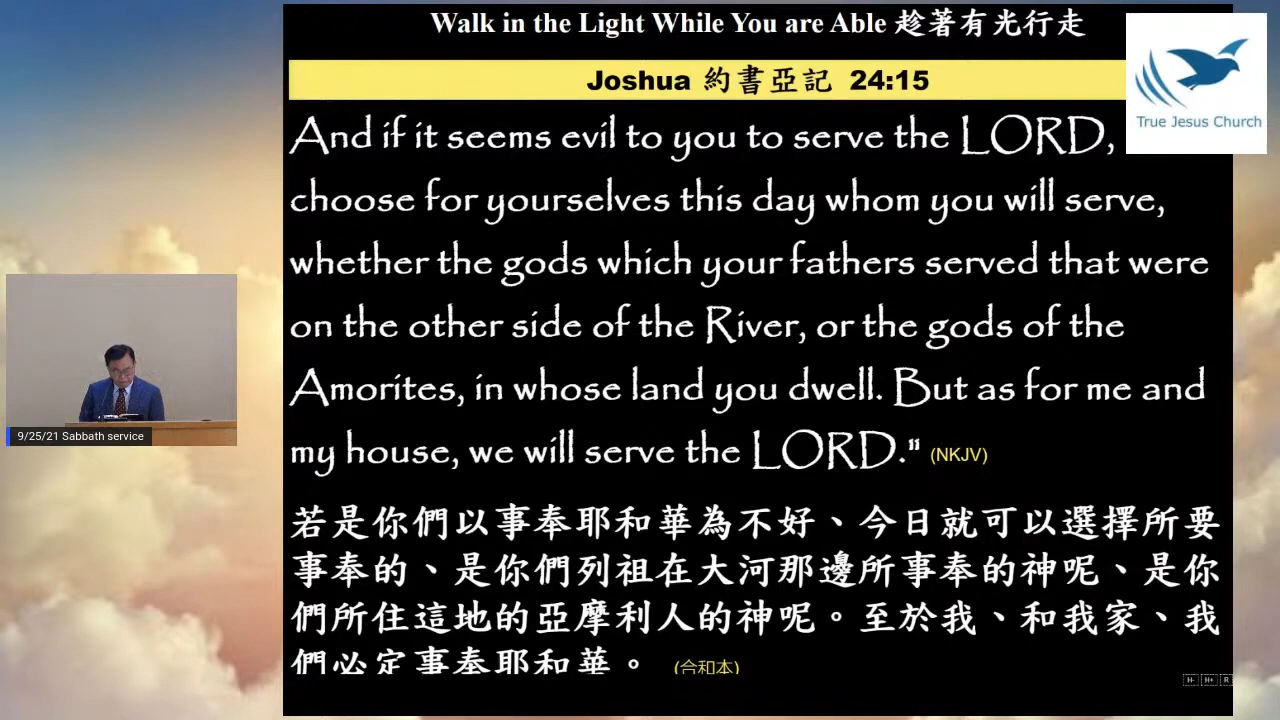 Walk in the Light While You are Able 趁著有光行走
Joshua 約書亞記 24:15
True Jesus Church
And if it seems evil to you to serve the LORD,
choose for yourselves this day whom you will serve,
whether the gods which your fathers served that were
on the other side of the River, or the gods of the
Amorites, in whose land you dwell. But as for me and
my house, we will serve the LORD." (NKJV)
9/25/21 Sabbath service
若是你們以事奉耶和華為不好、今日就可以選擇所要
事奉的、是你們列祖在大河那邊所事奉的神呢、是你
們所住這地的亞摩利人的神呢。至於我、和我家、我
們必定事奉耶和華。 (合和本)
H- H+ R